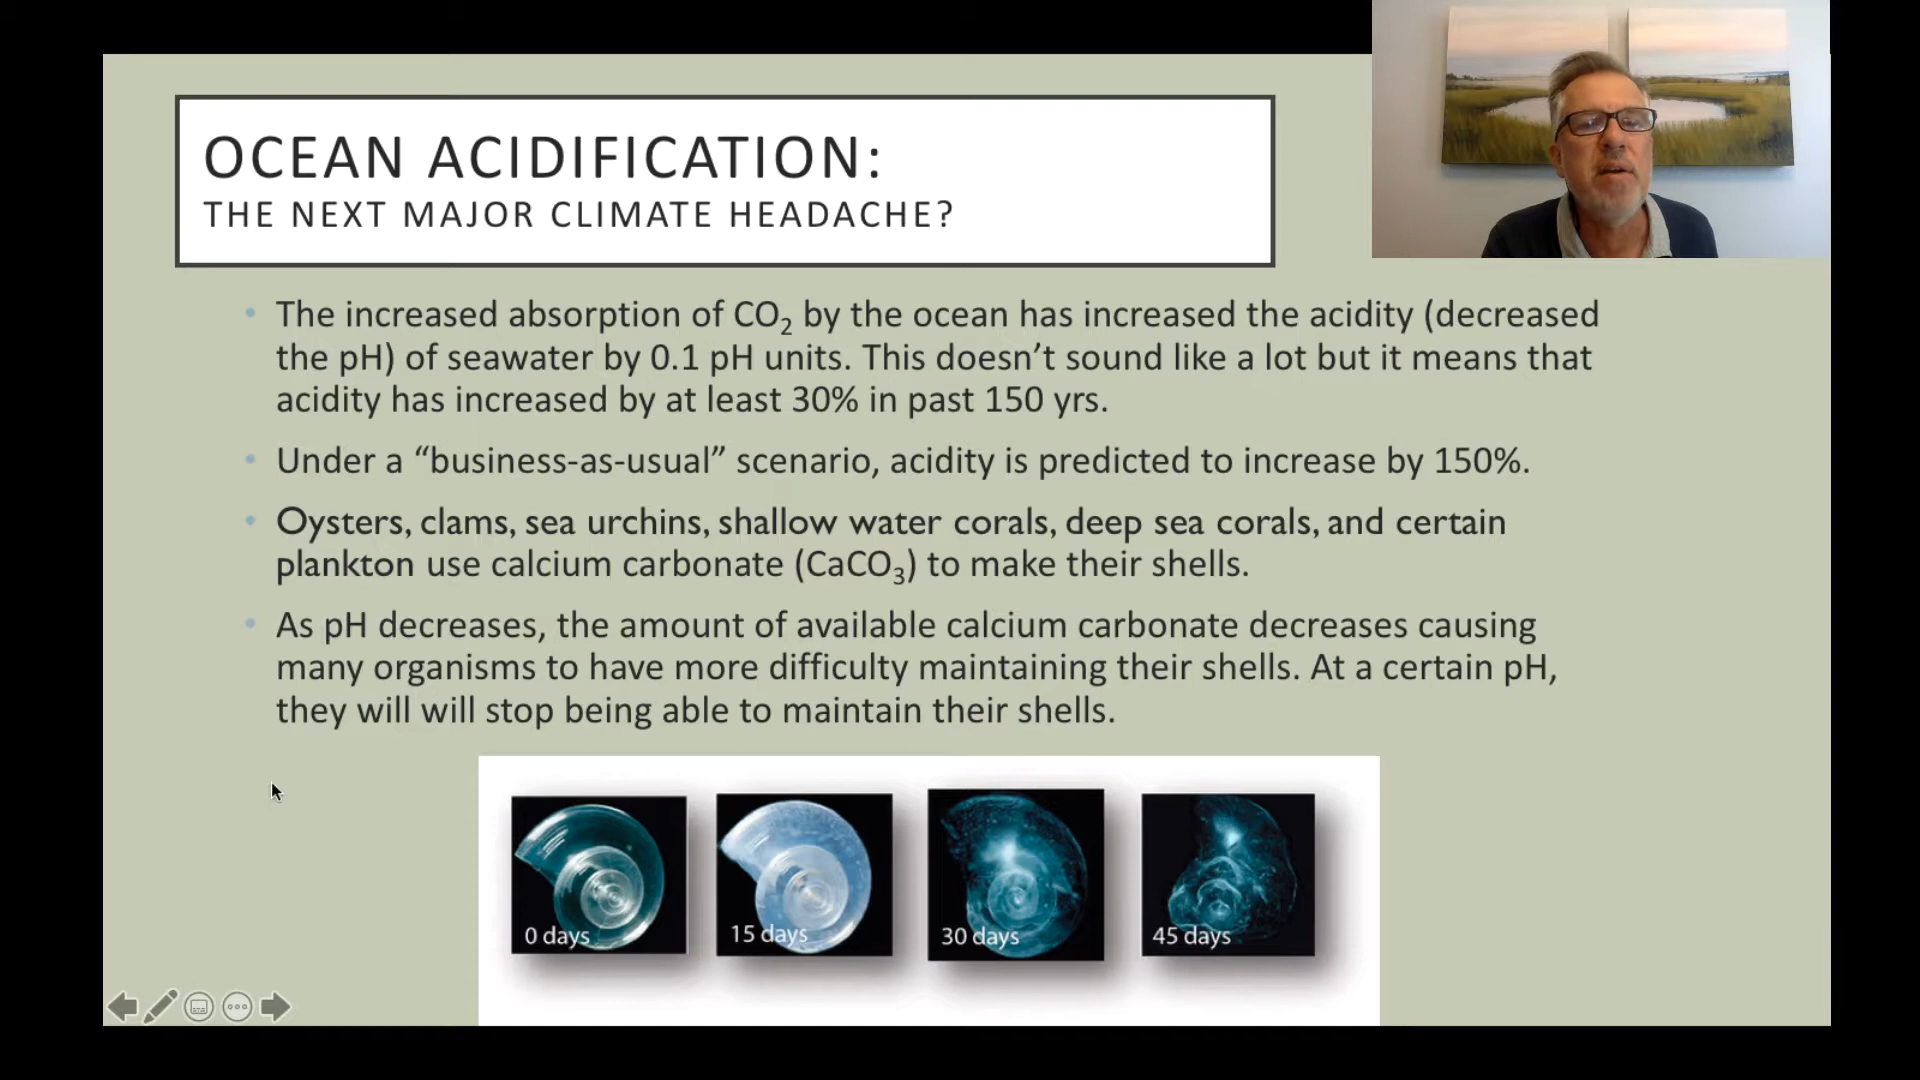 OCEAN ACIDIFICATION:
THE NEXT MAJOR CLIMATE HEADACHE?
• The increased absorption of CO₂ by the ocean has increased the acidity (decreased
the pH) of seawater by 0.1 pH units. This doesn’t sound like a lot but it means that
acidity has increased by at least 30% in past 150 yrs.
• Under a “business-as-usual” scenario, acidity is predicted to increase by 150%.
• Oysters, clams, sea urchins, shallow water corals, deep sea corals, and certain
plankton use calcium carbonate (CaCO₃) to make their shells.
• As pH decreases, the amount of available calcium carbonate decreases causing
many organisms to have more difficulty maintaining their shells. At a certain pH,
they will will stop being able to maintain their shells.
0 days
15 days
30 days
45 days